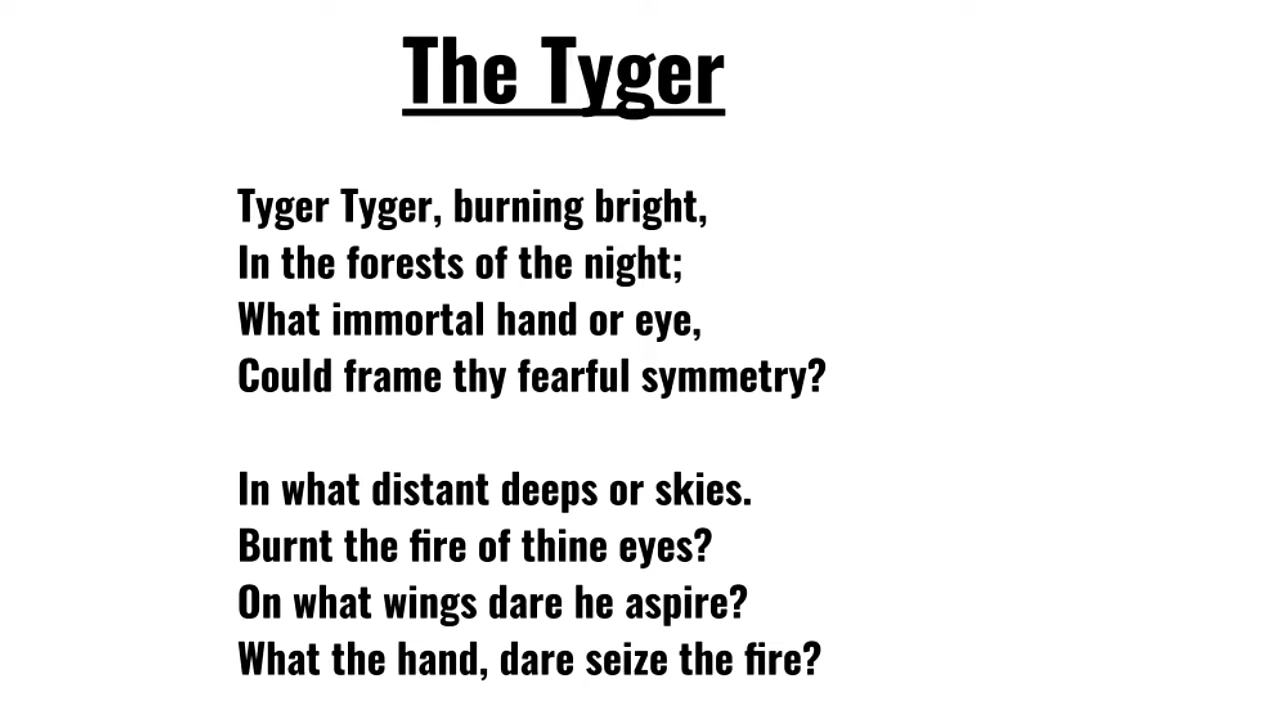 The Tyger
Tyger Tyger, burning bright,
In the forests of the night;
What immortal hand or eye,
Could frame thy fearful symmetry?
In what distant deeps or skies.
Burnt the fire of thine eyes?
On what wings dare he aspire?
What the hand, dare seize the fire?